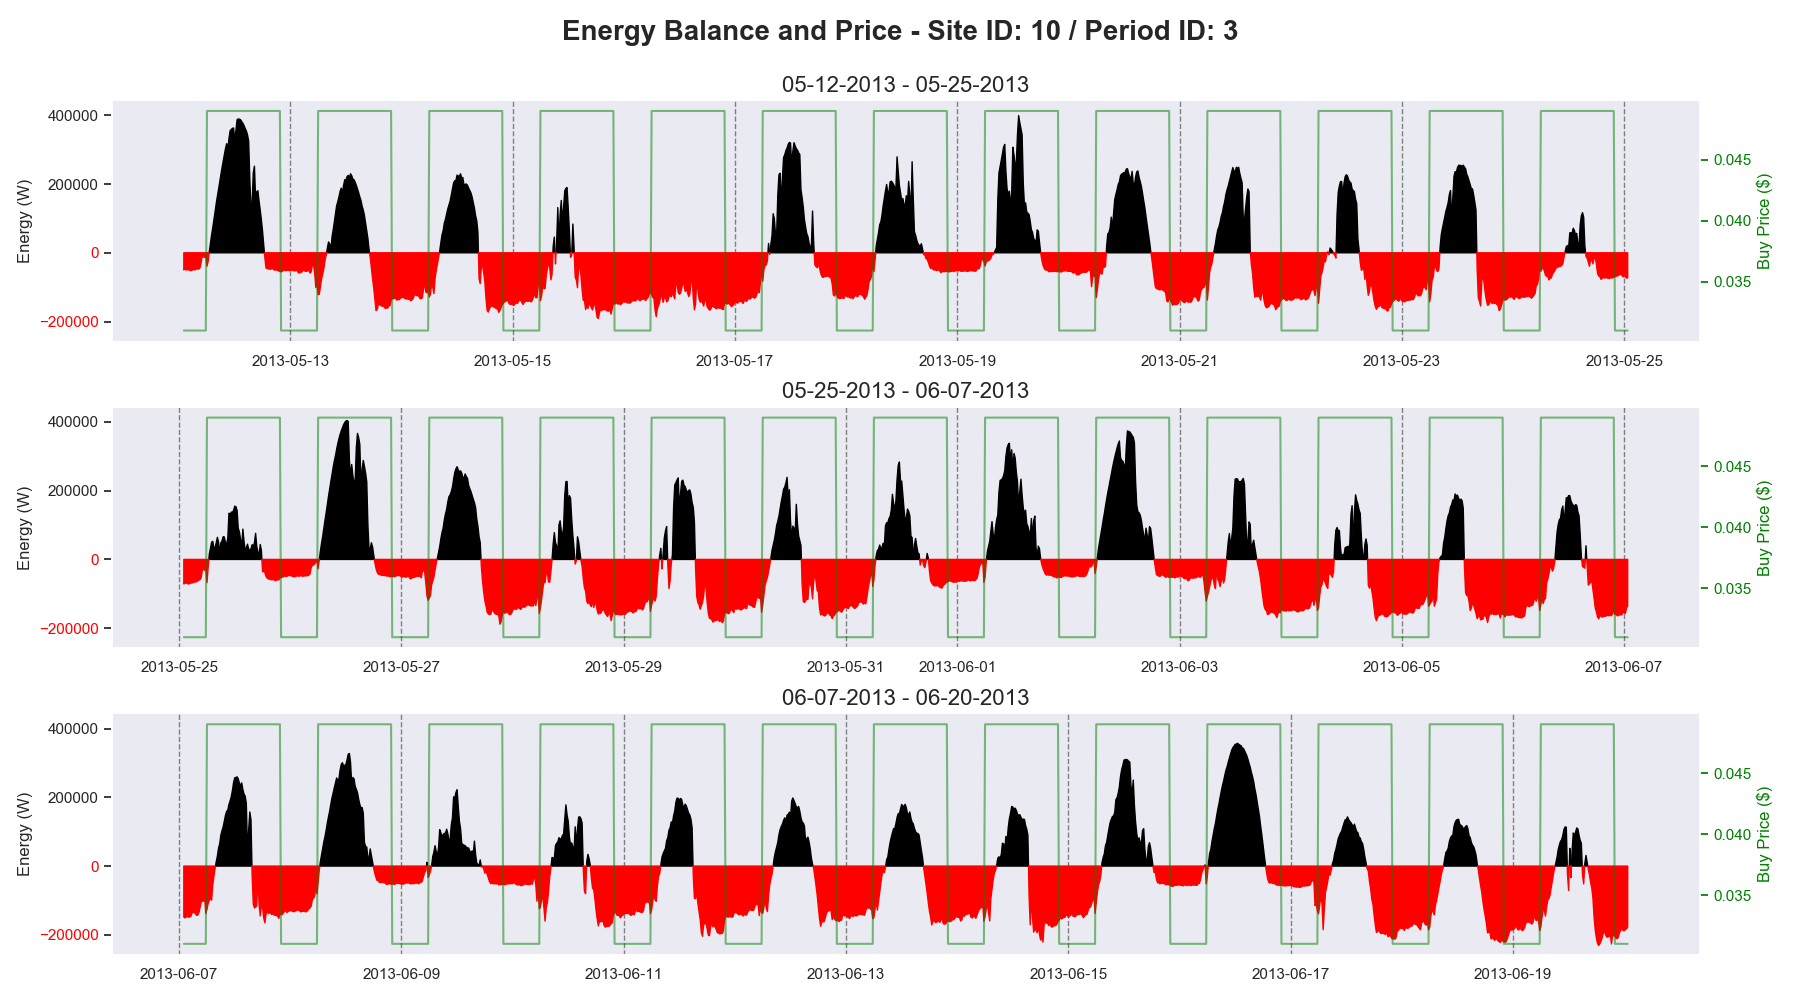 Energy Balance and Price - Site ID: 10 / Period ID: 3
05-12-2013 - 05-25-2013
400000
200000
0
−200000
Energy (W)
0.045
0.040
0.035
Buy Price ($)
2013-05-13 2013-05-15 2013-05-17 2013-05-19 2013-05-21 2013-05-23 2013-05-25
05-25-2013 - 06-07-2013
400000
200000
0
−200000
Energy (W)
0.045
0.040
0.035
Buy Price ($)
2013-05-25 2013-05-27 2013-05-29 2013-05-31 2013-06-01 2013-06-03 2013-06-05 2013-06-07
06-07-2013 - 06-20-2013
400000
200000
0
−200000
Energy (W)
0.045
0.040
0.035
Buy Price ($)
2013-06-07 2013-06-09 2013-06-11 2013-06-13 2013-06-15 2013-06-17 2013-06-19